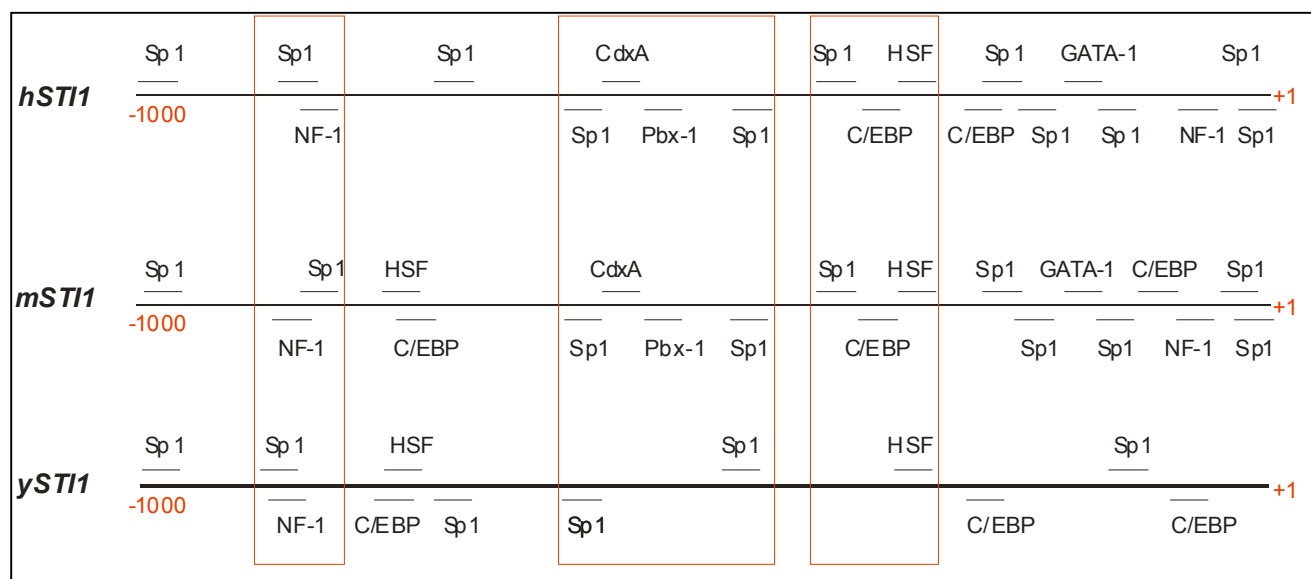 Sp1 Sp1 Sp1 CdxA Sp1 HSF Sp1 GATA-1 Sp1
hSTI1 -1000 +1
NF-1 Sp1 Pbx-1 Sp1 C/EBP C/EBP Sp1 Sp1 NF-1 Sp1
Sp1 Sp1 HSF CdxA Sp1 HSF Sp1 GATA-1 C/EBP Sp1
mSTI1 -1000 +1
NF-1 C/EBP Sp1 Pbx-1 Sp1 C/EBP Sp1 Sp1 NF-1 Sp1
Sp1 Sp1 HSF Sp1 HSF Sp1
ySTI1 -1000 +1
NF-1 C/EBP Sp1 Sp1 C/EBP C/EBP